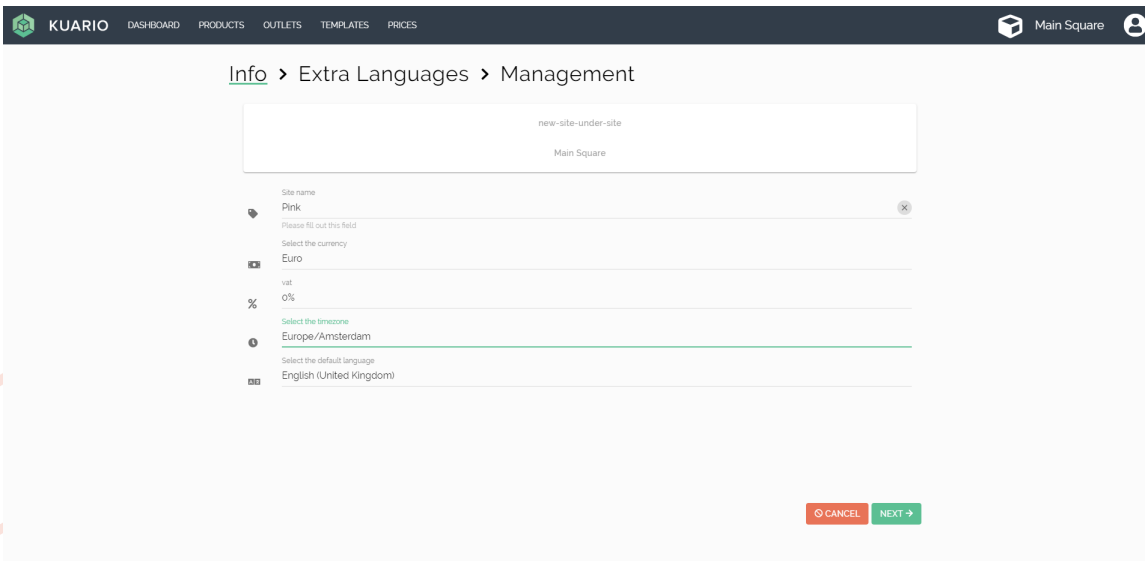 KUARIO DASHBOARD PRODUCTS OUTLETS TEMPLATES PRICES Main Square
Info > Extra Languages > Management
new-site-under-site
Main Square
Site name
Pink
Please fill out this field
Select the currency
Euro
vat
0%
Select the timezone
Europe/Amsterdam
Select the default language
English (United Kingdom)
CANCEL NEXT →